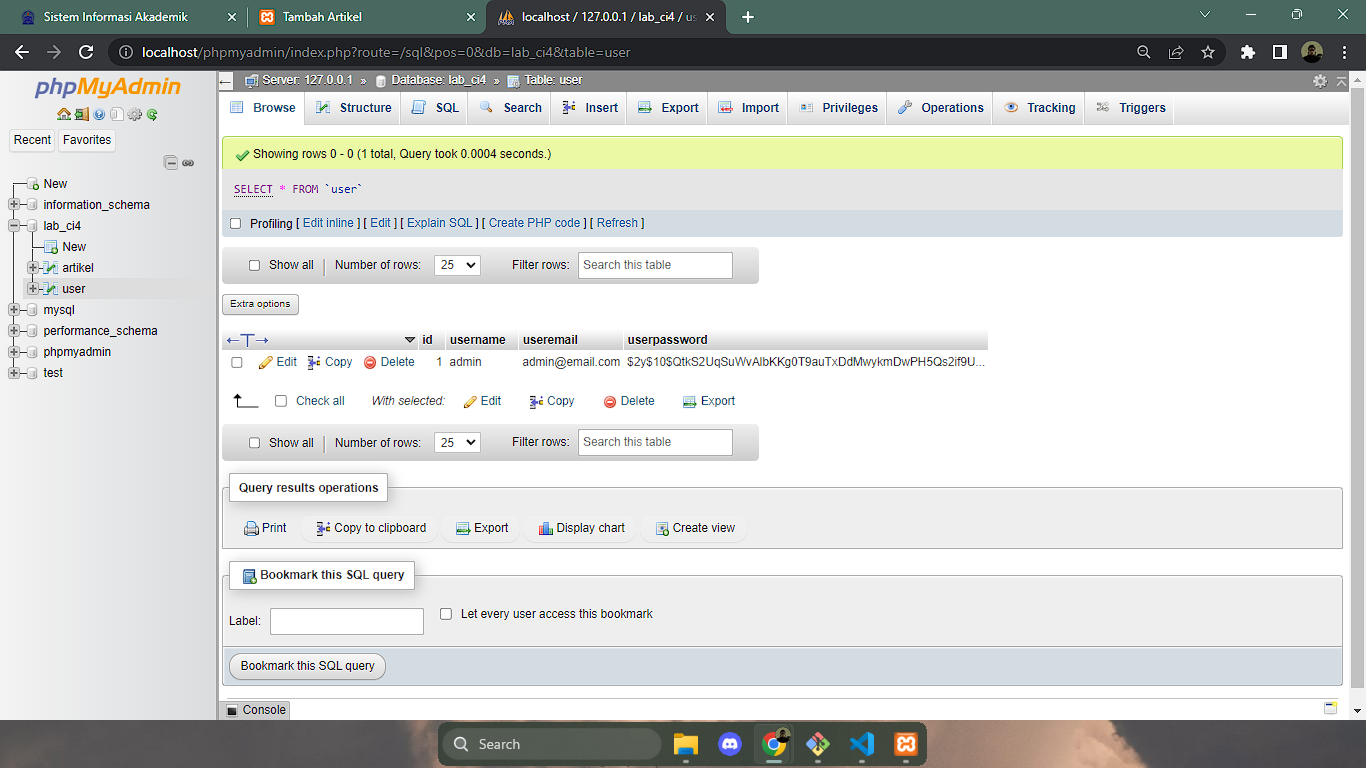 Sistem Informasi Akademik
Tambah Artikel
localhost / 127.0.0.1 / lab_ci4 / us
localhost/phpmyadmin/index.php?route=/sql&pos=0&db=lab_ci4&table=user
phpMyAdmin
Server: 127.0.0.1 » Database: lab_ci4 » Table: user
Browse Structure SQL Search Insert Export Import Privileges Operations Tracking Triggers
Recent Favorites
New
information_schema
lab_ci4
New
artikel
user
mysql
performance_schema
phpmyadmin
test
Showing rows 0 - 0 (1 total, Query took 0.0004 seconds.)
SELECT * FROM `user`
Profiling [ Edit inline ] [ Edit ] [ Explain SQL ] [ Create PHP code ] [ Refresh ]
Show all Number of rows: 25 Filter rows: Search this table
Extra options
id username useremail userpassword
Edit Copy Delete 1 admin admin@email.com
Check all With selected: Edit Copy Delete Export
Show all Number of rows: 25 Filter rows: Search this table
Query results operations
Print Copy to clipboard Export Display chart Create view
Bookmark this SQL query
Label: Let every user access this bookmark
Bookmark this SQL query
Console
Search